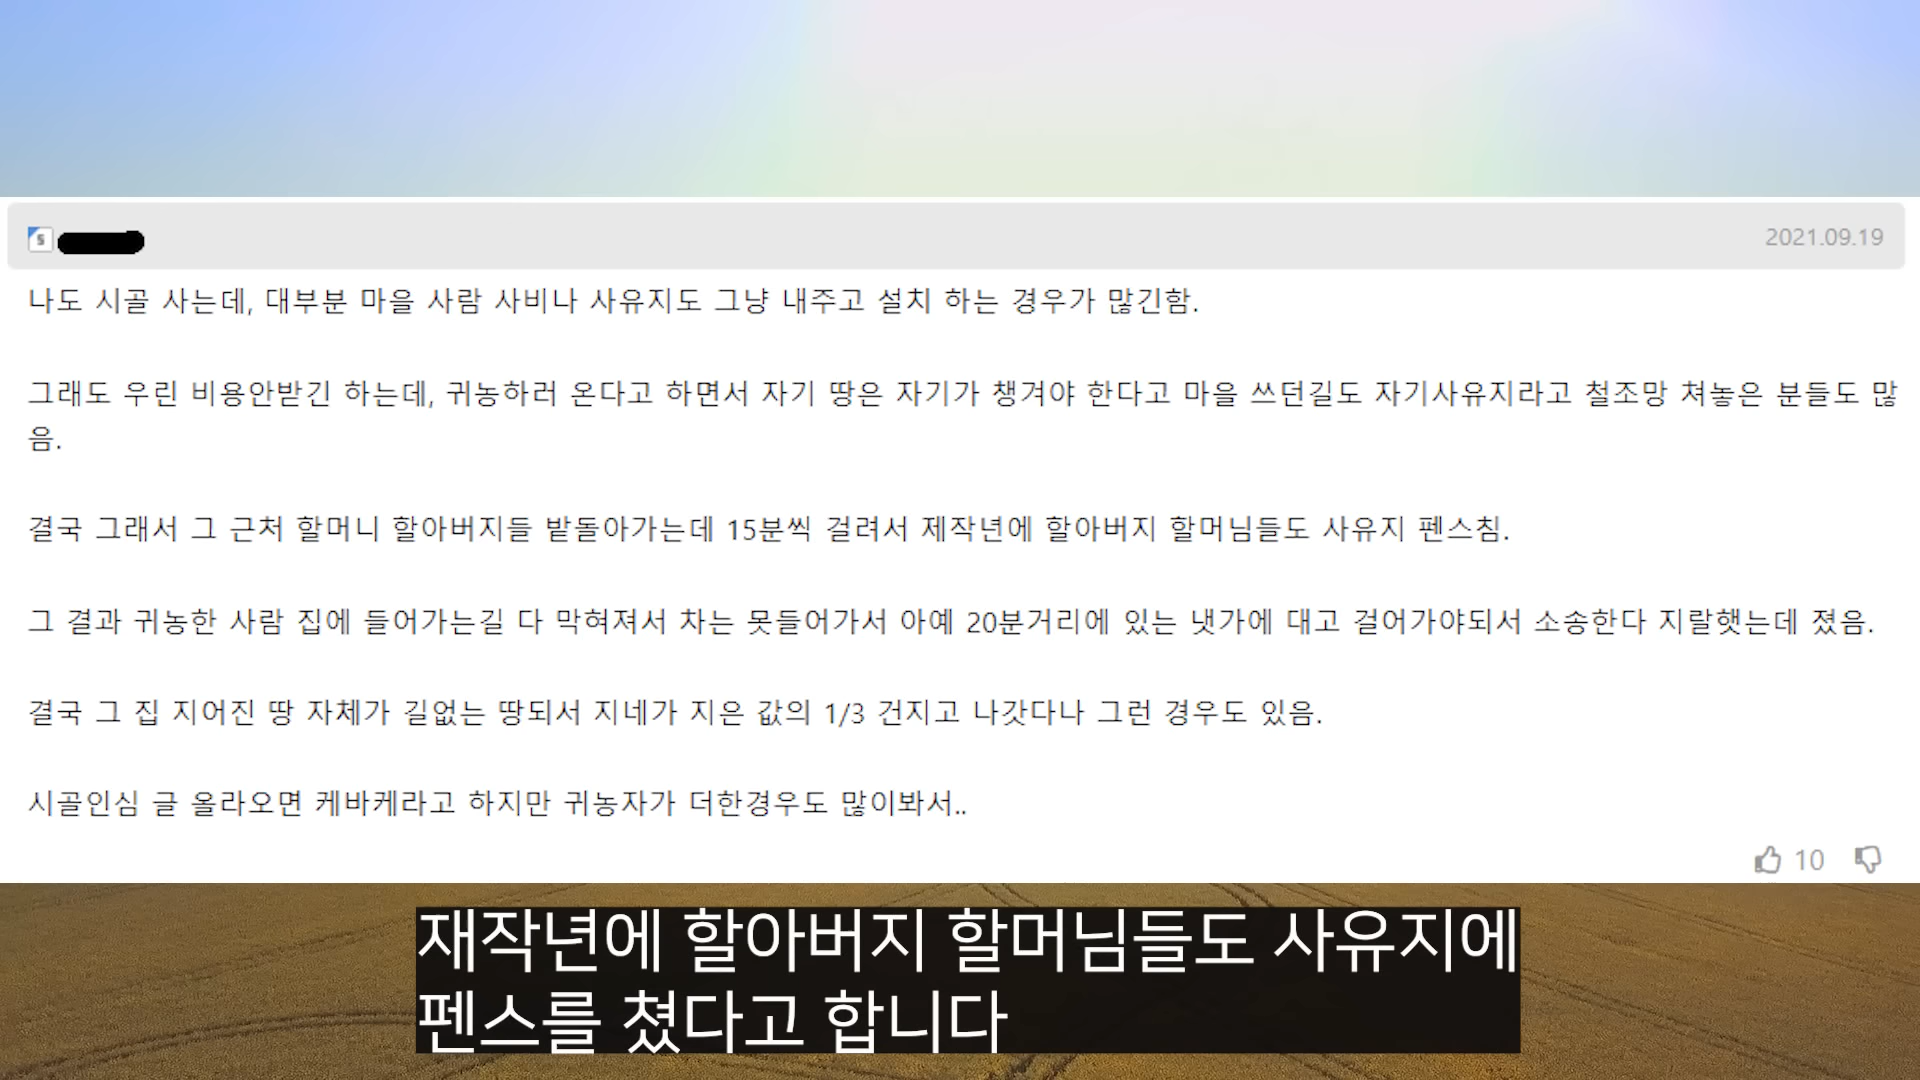 2021.09.19
나도 시골 사는데, 대부분 마을 사람 사비나 사유지도 그냥 내주고 설치 하는 경우가 많긴함.
그래도 우린 비용안받긴 하는데, 귀농하러 온다고 하면서 자기 땅은 자기가 챙겨야 한다고 마을 쓰던길도 자기사유지라고 철조망 쳐놓은 분들도 많
음.
결국 그래서 그 근처 할머니 할아버지들 밭돌아가는데 15분씩 걸려서 제작년에 할아버지 할머님들도 사유지 펜스침.
그 결과 귀농한 사람 집에 들어가는길 다 막혀져서 차는 못들어가서 아예 20분거리에 있는 냇가에 대고 걸어가야되서 소송한다 지랄햇는데 졌음.
결국 그 집 지어진 땅 자체가 길없는 땅되서 지네가 지은 값의 1/3 건지고 나갓다나 그런 경우도 있음.
시골인심 글 올라오면 케바케라고 하지만 귀농자가 더한경우도 많이봐서..
10
재작년에 할아버지 할머님들도 사유지에
펜스를 쳤다고 합니다